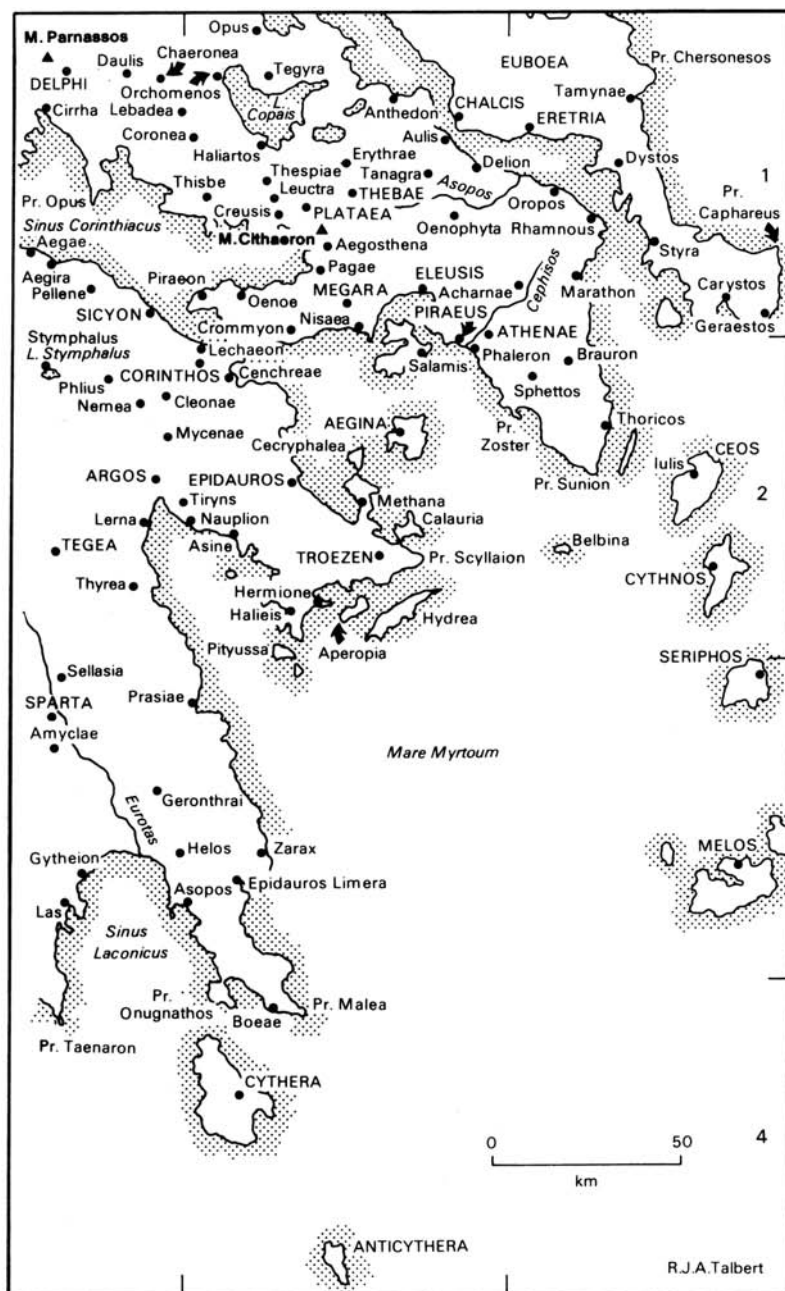 Opus
M. Parnassos
Chaeronea
EUBOEA
Pr. Chersonesos
Daulis
Tegyra
DELPHI
Orchomenos
L.
Copais
Tamynae
Cirrha
Lebadea
Anthedon
CHALCIS
ERETRIA
Coronea
Aulis
Haliartos
Erythrae
Delion
Dystos
Thespiae
Tanagra
1
Thisbe
Leuctra
THEBAE
Asopos
Pr.
Caphareus
Pr. Opus
Creusis
PLATAEA
Oropos
Sinus Corinthiacus
Oenophyta
Rhamnous
M.Cithaeron
Aegosthena
Styra
Aegae
Aegira
Pagae
Cephisos
Pellene
Piraeon
ELEUSIS
Marathon
Carystos
Oenoe
MEGARA
Acharnae
SICYON
PIRAEUS
Geraestos
Crommyon
Nisaea
ATHENAE
Stymphalus
L. Stymphalus
Lechaeon
Salamis
Phaleron
Brauron
CORINTHOS
Cenchreae
Phlius
Sphettos
Nemea
Cleonae
AEGINA
Pr.
Zoster
Thoricos
Mycenae
Cecryphalea
CEOS
Iulis
ARGOS
EPIDAUROS
Pr. Sunion
2
Tiryns
Methana
Lerna
Nauplion
Calauria
Asine
Belbina
TEGEA
TROEZEN
Pr. Scyllaion
CYTHNOS
Thyrea
Hermione
Halieis
Hydrea
Pityussa
Aperopia
SERIPHOS
Sellasia
SPARTA
Prasiae
Amyclae
Mare Myrtoum
Geronthrai
Eurotas
Helos
Zarax
MELOS
Gytheion
Asopos
Epidauros Limera
Las
Sinus
Laconicus
Pr.
Onugnathos
Pr. Malea
Boeae
Pr. Taenaron
CYTHERA
0 50
4
km
ANTICYTHERA
R.J.A.Talbert